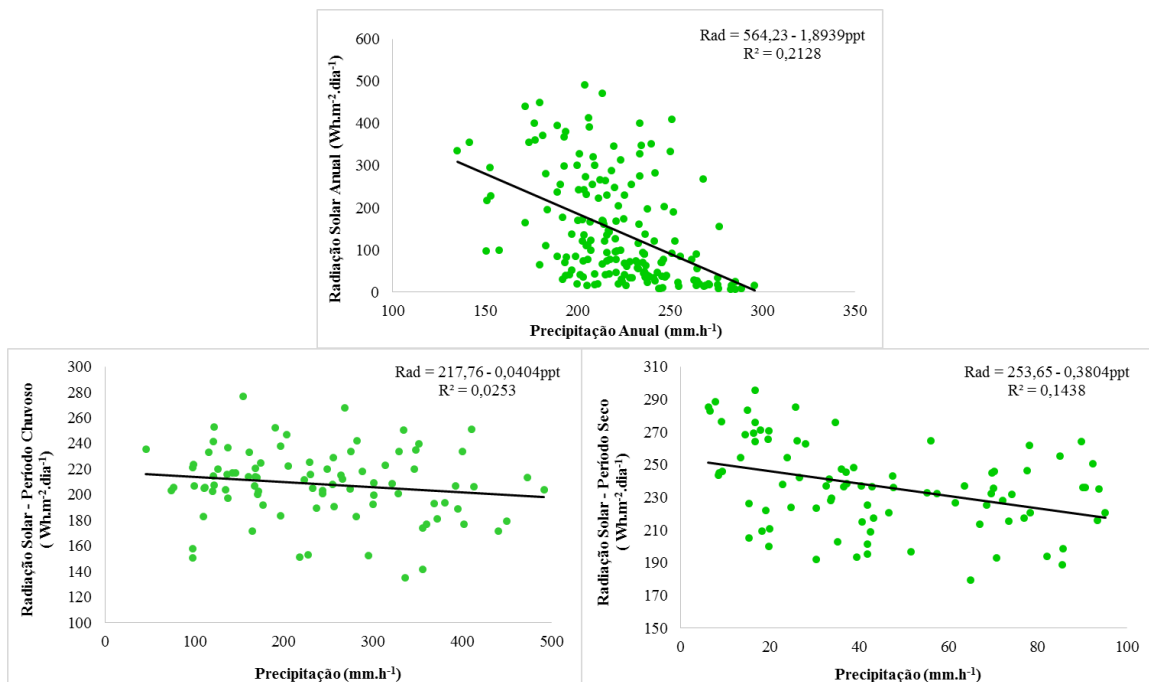 Rad = 564,23 - 1,8939ppt
R² = 0,2128
Radiação Solar Anual (Wh.m⁻².dia⁻¹)
600
500
400
300
200
100
0
100 150 200 250 300 350
Precipitação Anual (mm.h⁻¹)
Rad = 217,76 - 0,0404ppt
R² = 0,0253
Radiação Solar - Período Chuvoso
( Wh.m⁻².dia⁻¹)
300
280
260
240
220
200
180
160
140
120
100
0 100 200 300 400 500
Precipitação (mm.h⁻¹)
Rad = 253,65 - 0,3804ppt
R² = 0,1438
Radiação Solar - Período Seco
( Wh.m⁻².dia⁻¹)
310
290
270
250
230
210
190
170
150
0 20 40 60 80 100
Precipitação (mm.h⁻¹)